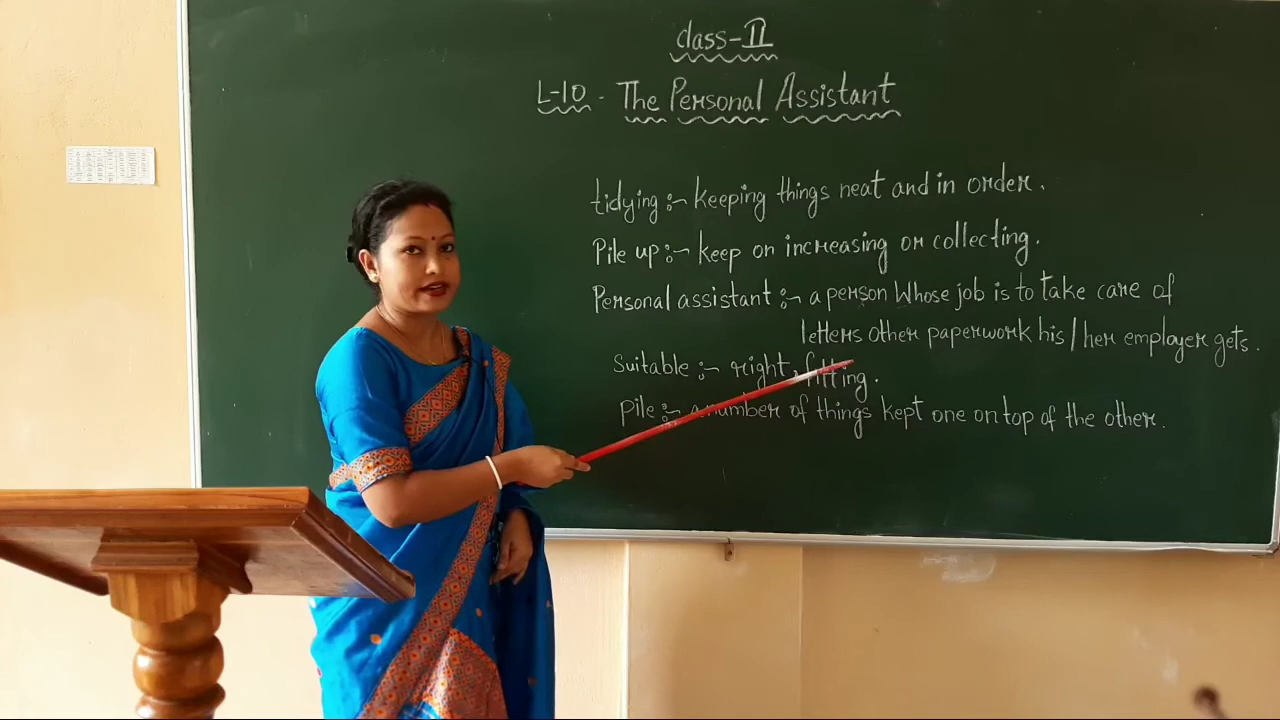 class-II
L-10 - The Personal Assistant
tidying :- keeping things neat and in order.
Pile up :- keep on increasing or collecting.
Personal assistant :- a person Whose job is to take care of
letters other paperwork his/her employer gets.
Suitable :- right, fitting.
Pile :- a number of things kept one on top of the other.